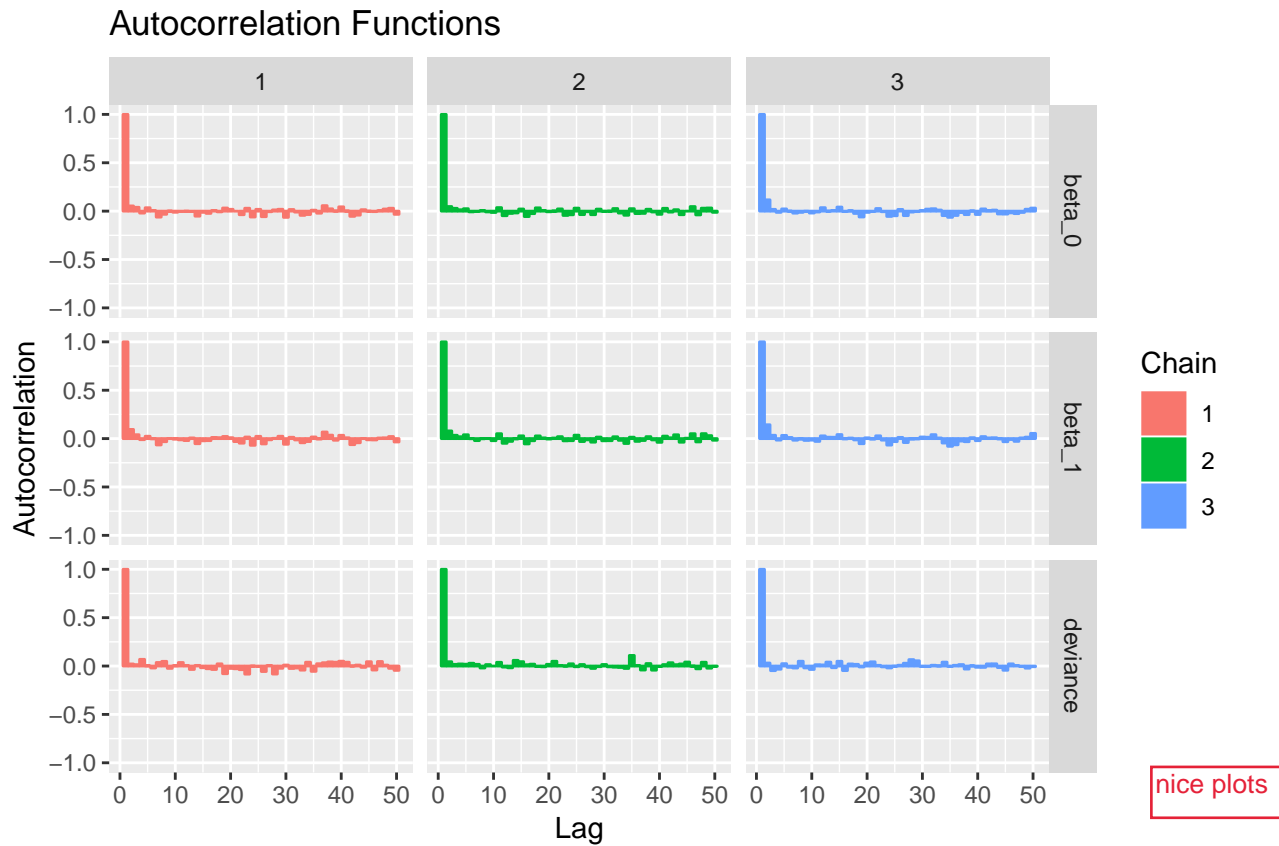 Autocorrelation Functions
1 2 3
1.0
0.5
0.0
−0.5
−1.0
beta_0
1.0
0.5
0.0
−0.5
−1.0
beta_1
1.0
0.5
0.0
−0.5
−1.0
deviance
Autocorrelation
0 10 20 30 40 50 0 10 20 30 40 50 0 10 20 30 40 50
Lag
Chain
1
2
3
nice plots